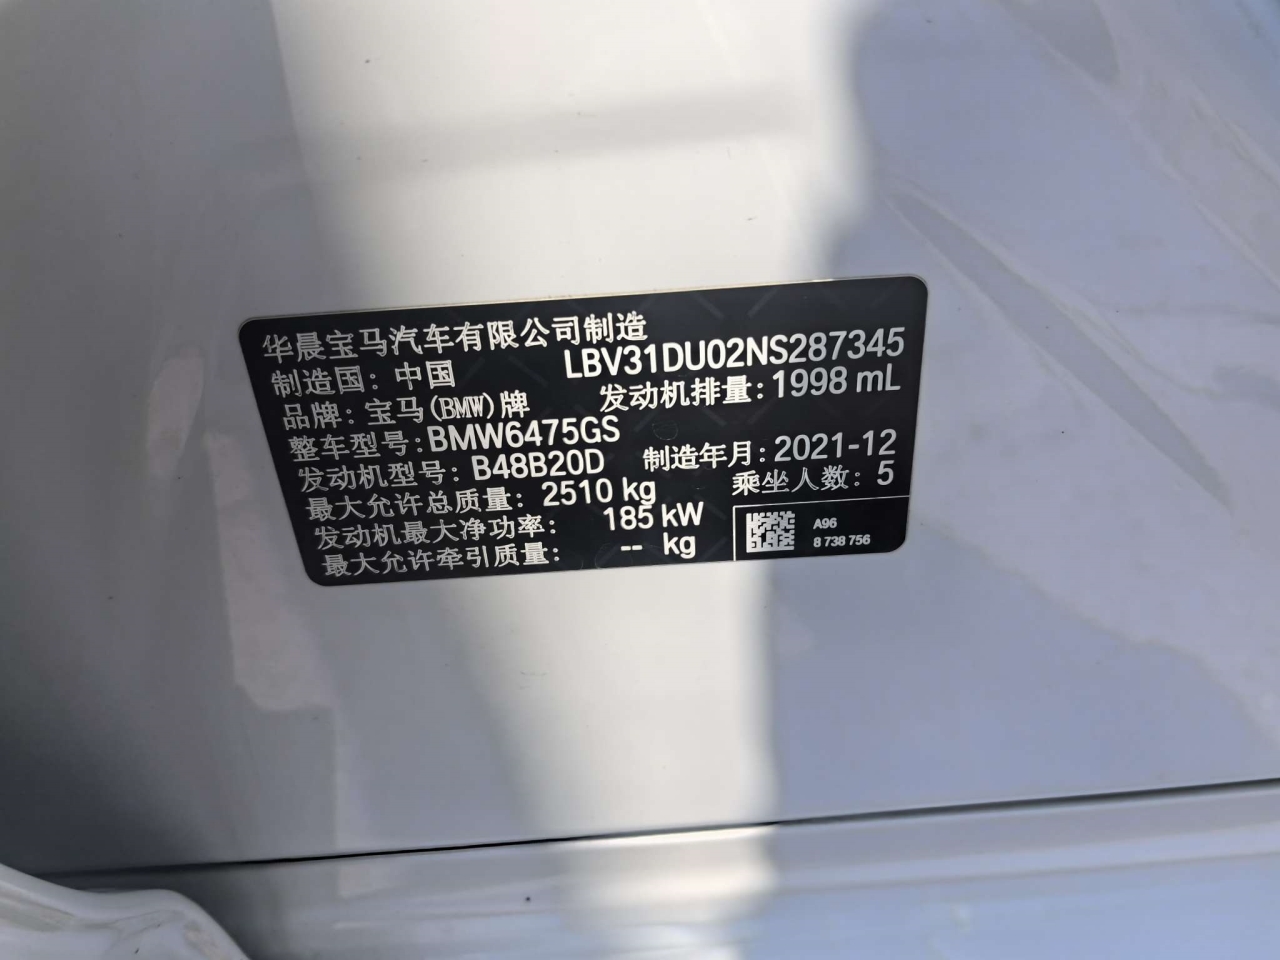 华晨宝马汽车有限公司制造
制造国：中国 LBV31DU02NS287345
品牌：宝马(BMW)牌 发动机排量：1998 mL
整车型号：BMW6475GS
发动机型号：B48B20D 制造年月：2021-12
最大允许总质量：2510 kg 乘坐人数：5
发动机最大净功率：185 kW
最大允许牵引质量：-- kg
A96
8 738 756